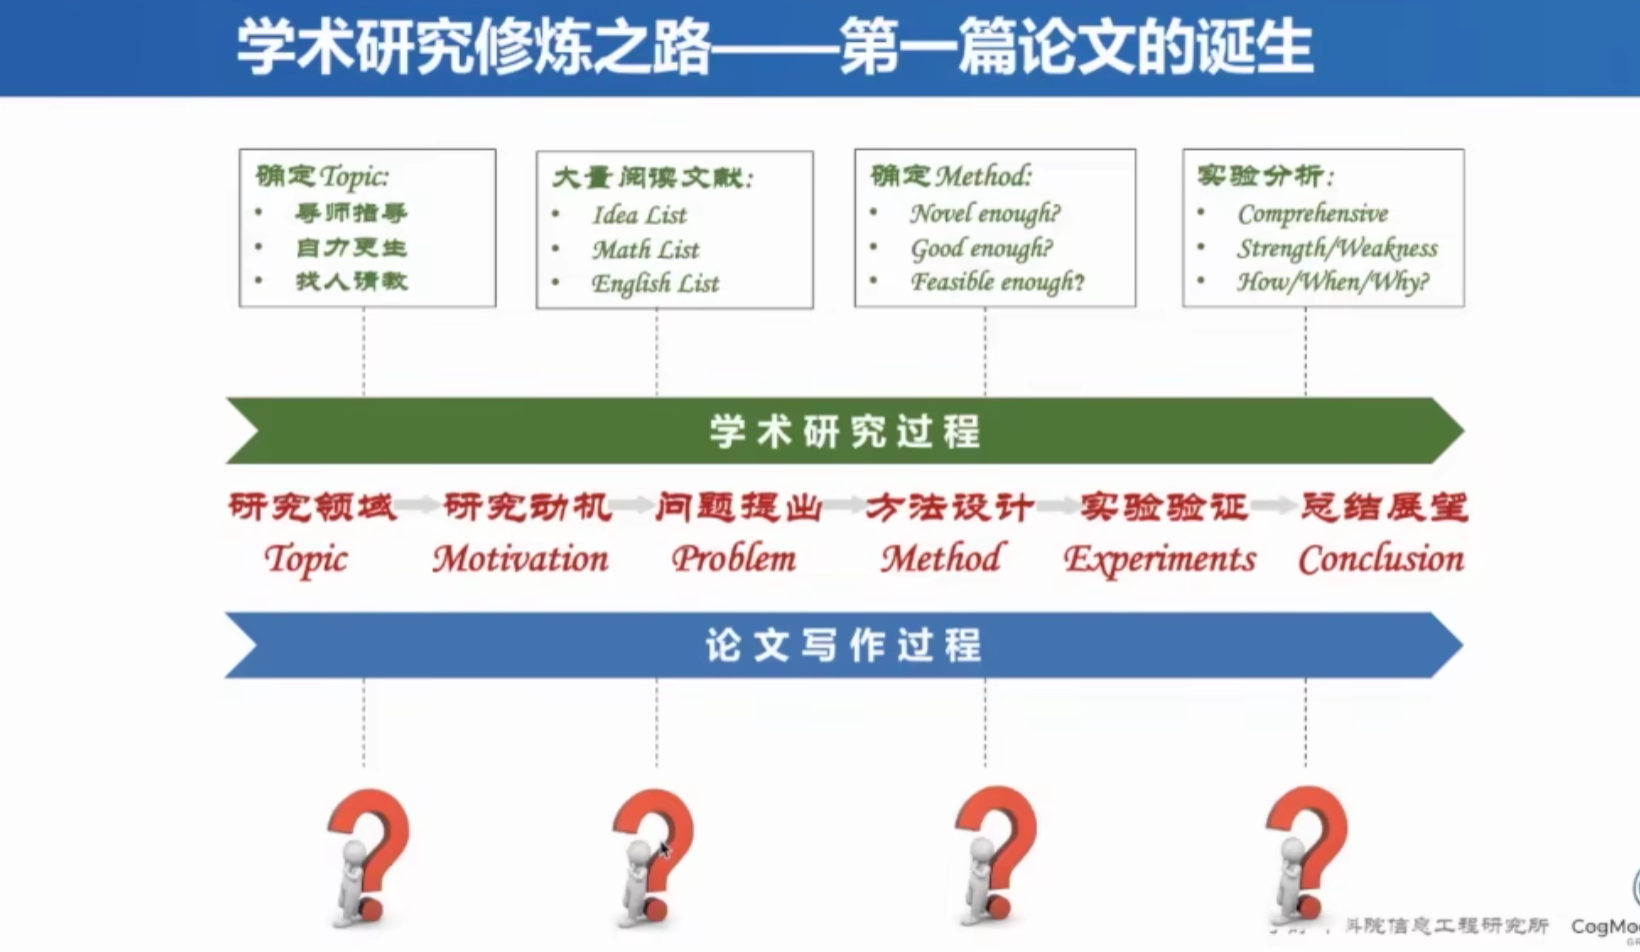 学术研究修炼之路——第一篇论文的诞生
确定Topic:
• 导师指导
• 自力更生
• 找人请教
大量阅读文献:
• Idea List
• Math List
• English List
确定Method:
• Novel enough?
• Good enough?
• Feasible enough?
实验分析:
• Comprehensive
• Strength/Weakness
• How/When/Why?
学术研究过程
研究领域 研究动机 问题提出 方法设计 实验验证 总结展望
Topic Motivation Problem Method Experiments Conclusion
论文写作过程
院信息工程研究所